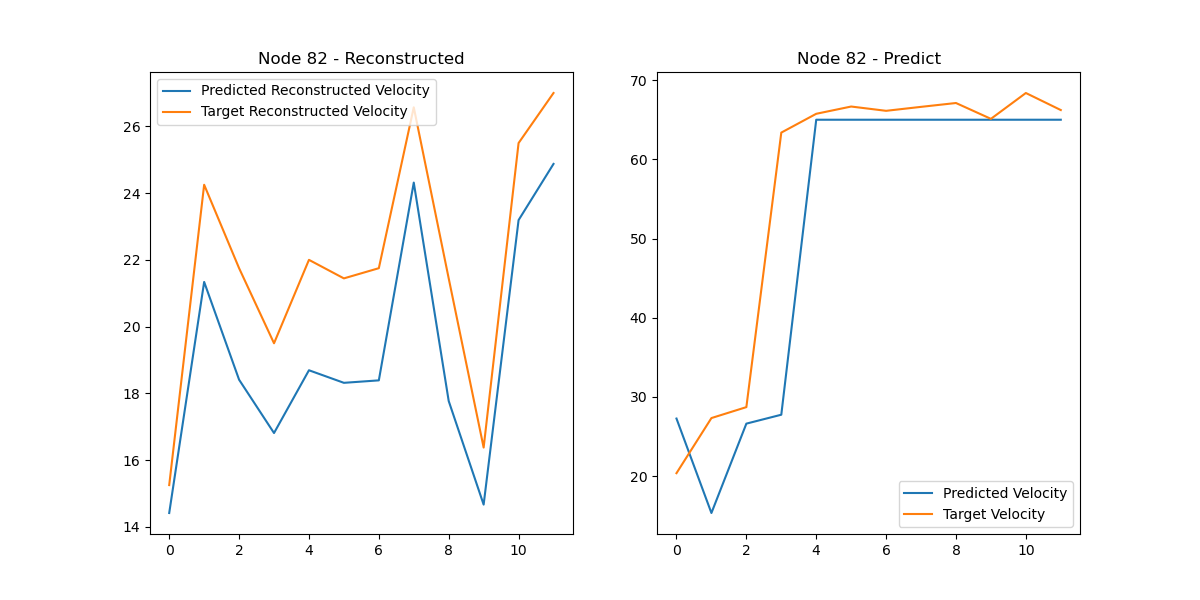 Node 82 - Reconstructed
Predicted Reconstructed Velocity
Target Reconstructed Velocity
26
24
22
20
18
16
14
0 2 4 6 8 10
Node 82 - Predict
70
60
50
40
30
20
Predicted Velocity
Target Velocity
0 2 4 6 8 10